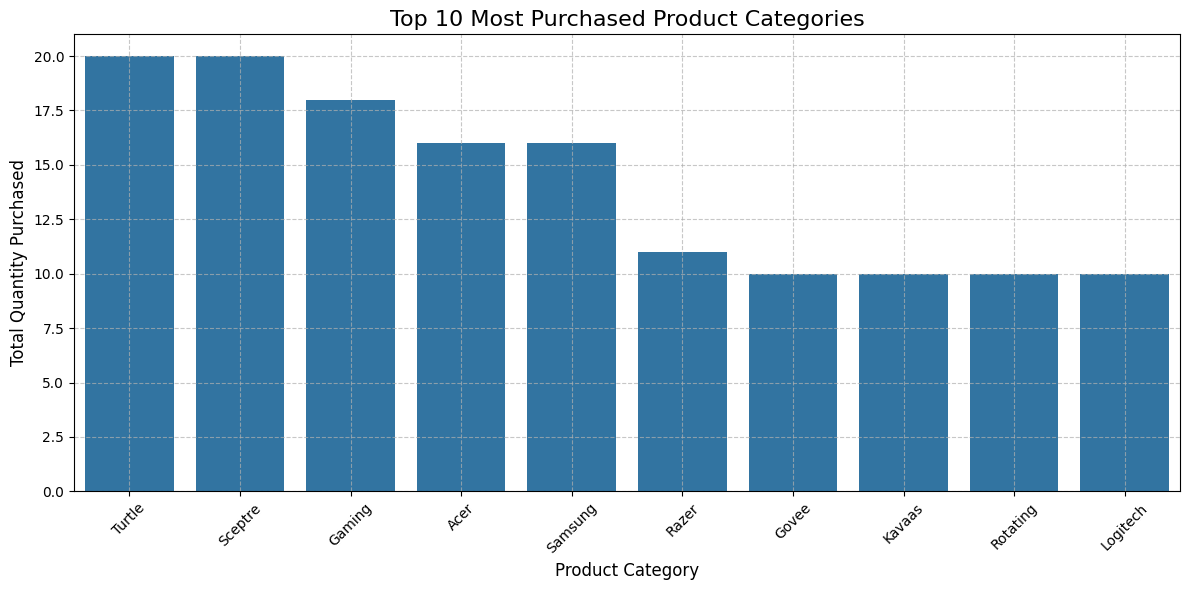 Top 10 Most Purchased Product Categories
Total Quantity Purchased
20.0
17.5
15.0
12.5
10.0
7.5
5.0
2.5
0.0
Turtle
Sceptre
Gaming
Acer
Samsung
Razer
Govee
Kavaas
Rotating
Logitech
Product Category